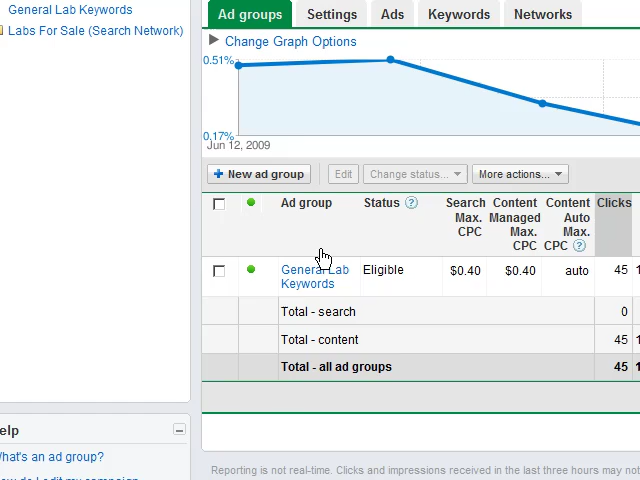 General Lab Keywords
Labs For Sale (Search Network)
Ad groups
Settings
Ads
Keywords
Networks
Change Graph Options
0.51%
0.17%
Jun 12, 2009
New ad group
Edit
Change status...
More actions...
Ad group
Status
Search Max. CPC
Content Managed Max. CPC
Content Auto Max. CPC
Clicks
General Lab Keywords
Eligible
$0.40
$0.40
auto
45
Total - search
0
Total - content
45
Total - all ad groups
45
elp
hat's an ad group?
Reporting is not real-time. Clicks and impressions received in the last three hours may not